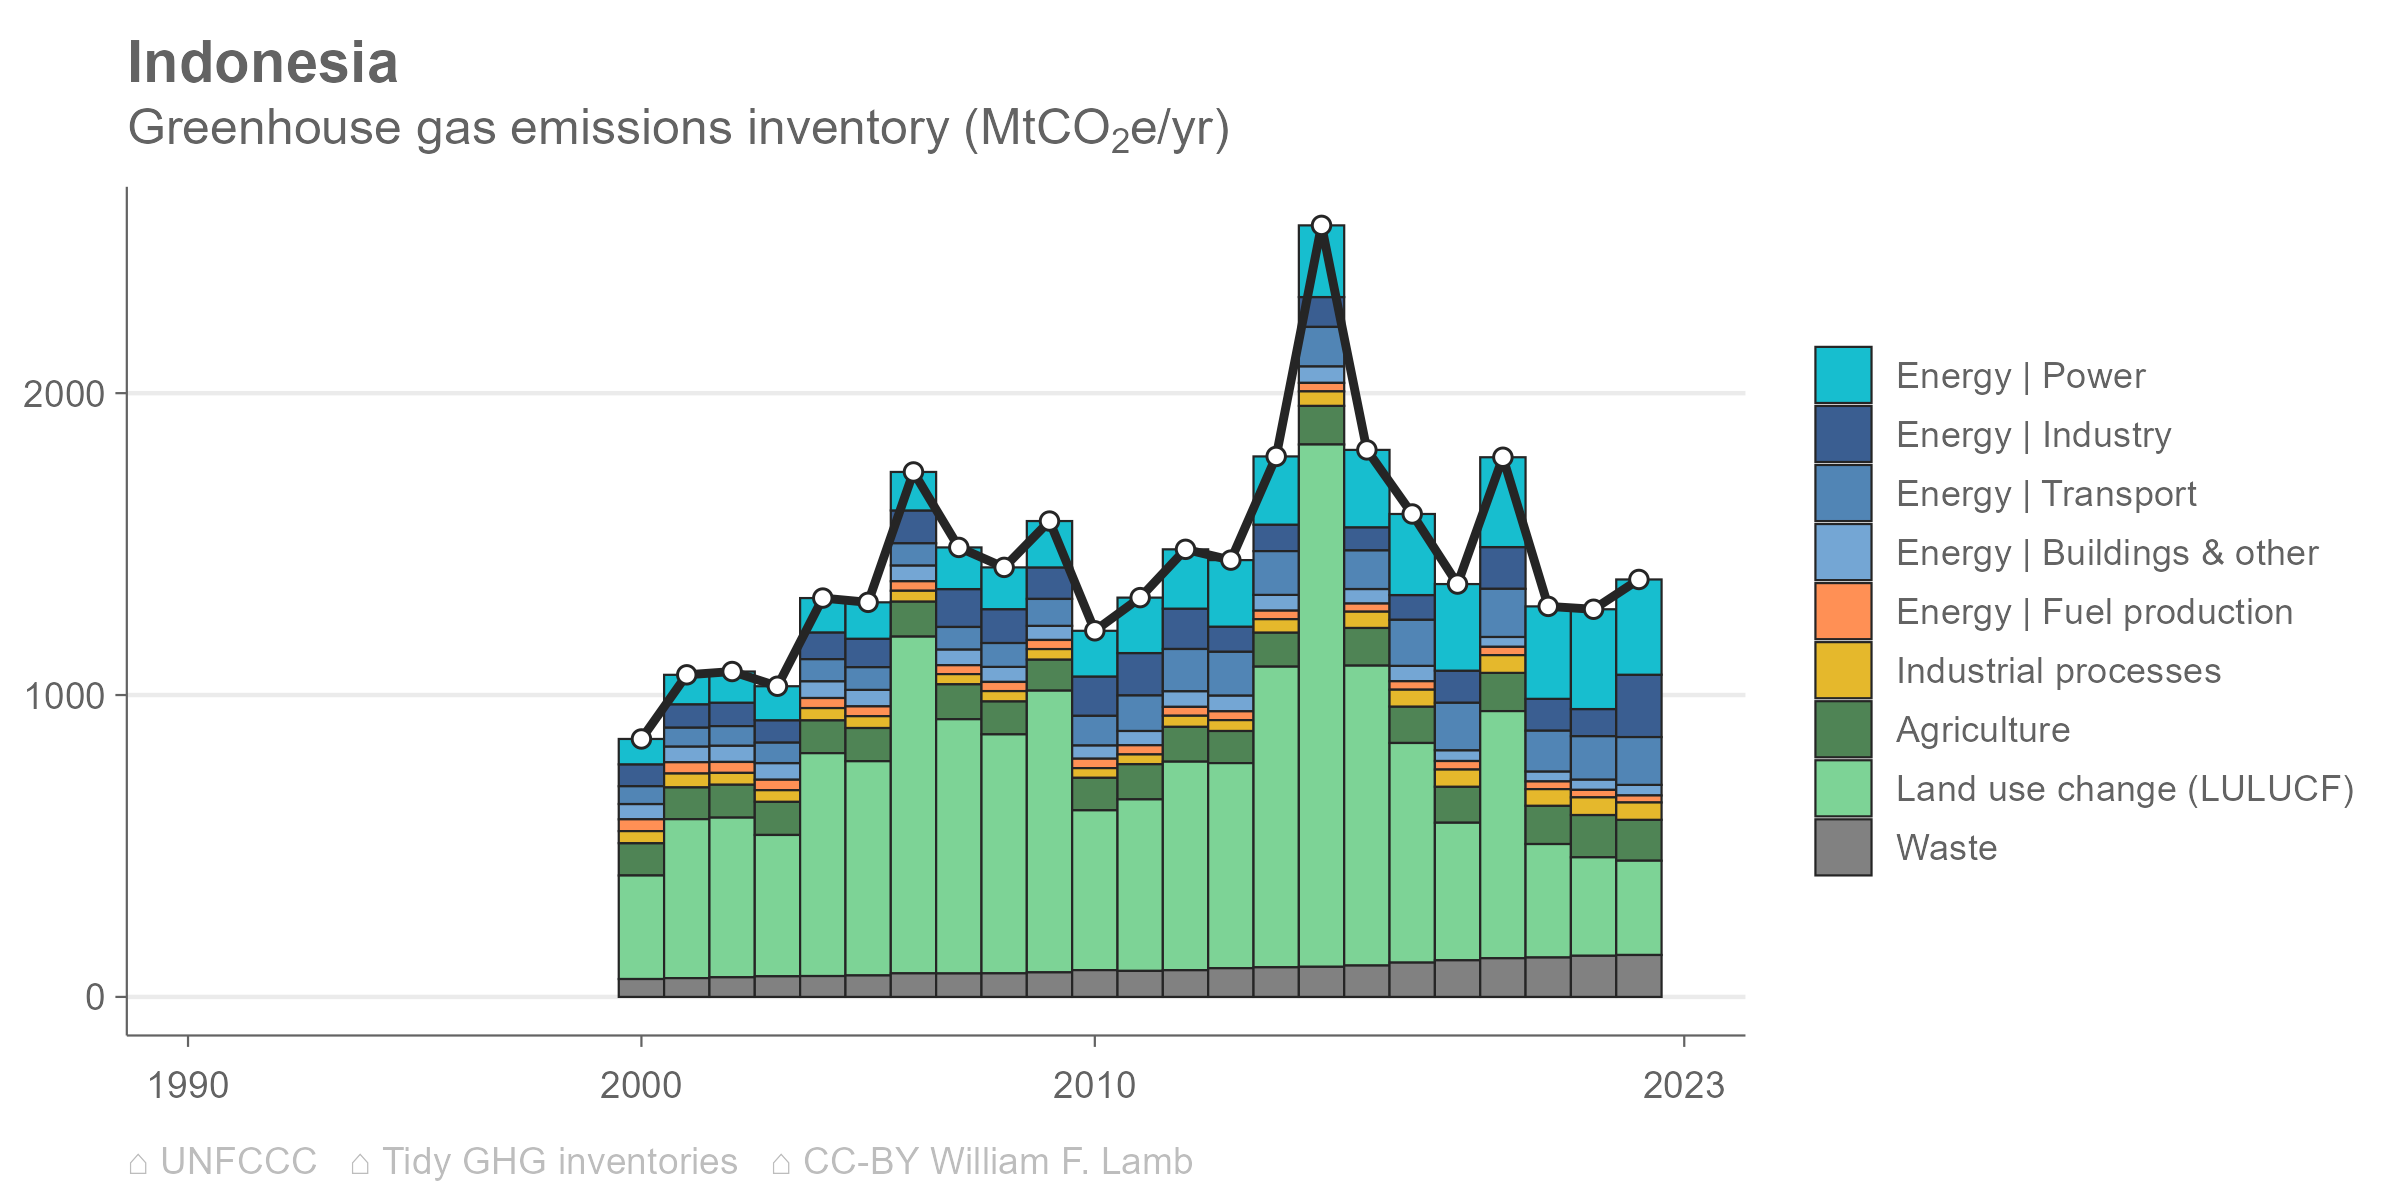 Indonesia
Greenhouse gas emissions inventory (MtCO₂e/yr)
2000
1000
0
1990
2000
2010
2023
Energy | Power
Energy | Industry
Energy | Transport
Energy | Buildings & other
Energy | Fuel production
Industrial processes
Agriculture
Land use change (LULUCF)
Waste
⌂ UNFCCC ⌂ Tidy GHG inventories ⌂ CC-BY William F. Lamb